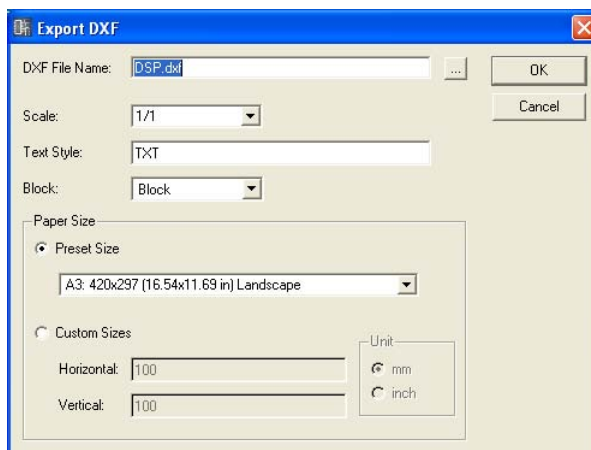 Export DXF
DXF File Name: DSP.dxf ... OK
Cancel
Scale: 1/1
Text Style: TXT
Block: Block
Paper Size
Preset Size
A3: 420x297 (16.54x11.69 in) Landscape
Custom Sizes
Unit
Horizontal: 100 mm
inch
Vertical: 100